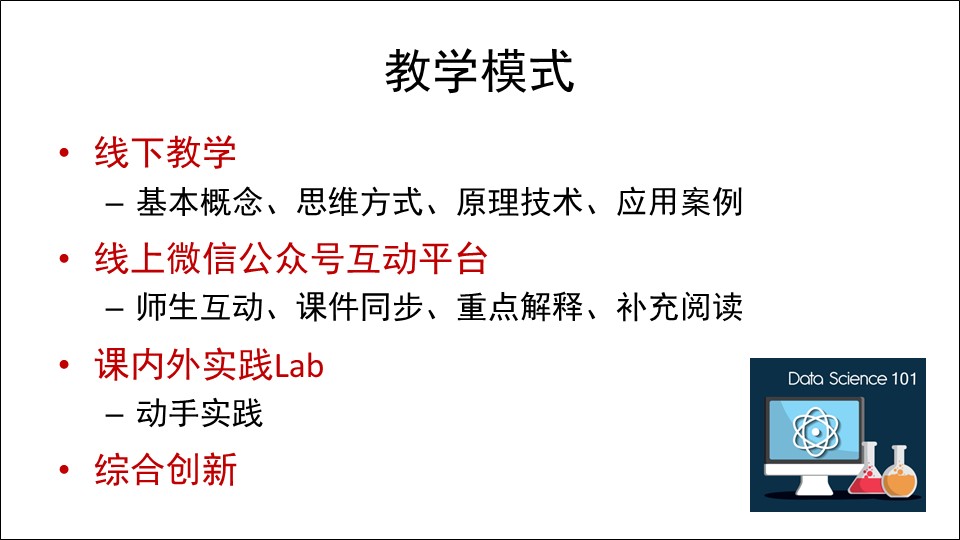 教学模式
• 线下教学
– 基本概念、思维方式、原理技术、应用案例
• 线上微信公众号互动平台
– 师生互动、课件同步、重点解释、补充阅读
• 课内外实践Lab
– 动手实践
• 综合创新
Data Science 101